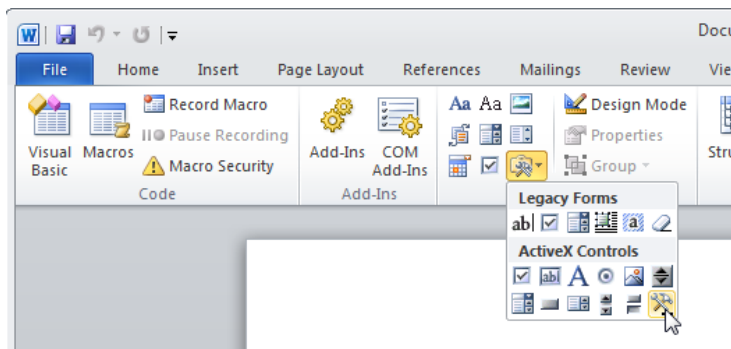 W
Docu
File Home Insert Page Layout References Mailings Review Vie
Record Macro
Pause Recording
Macro Security
Visual Basic
Macros
Code
Add-Ins
COM Add-Ins
Add-Ins
Aa Aa
Design Mode
Properties
Group
Stru
Legacy Forms
ab| a
ActiveX Controls
ab| A